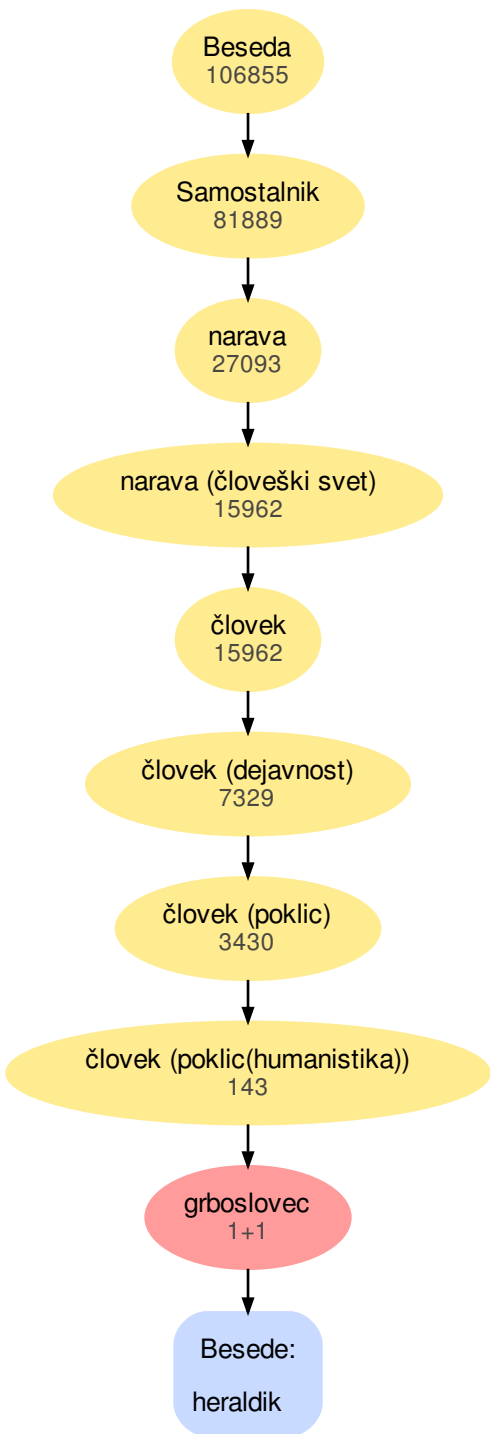 Beseda
106855
Samostalnik
81889
narava
27093
narava (človeški svet)
15962
človek
15962
človek (dejavnost)
7329
človek (poklic)
3430
človek (poklic(humanistika))
143
grboslovec
1+1
Besede:
heraldik